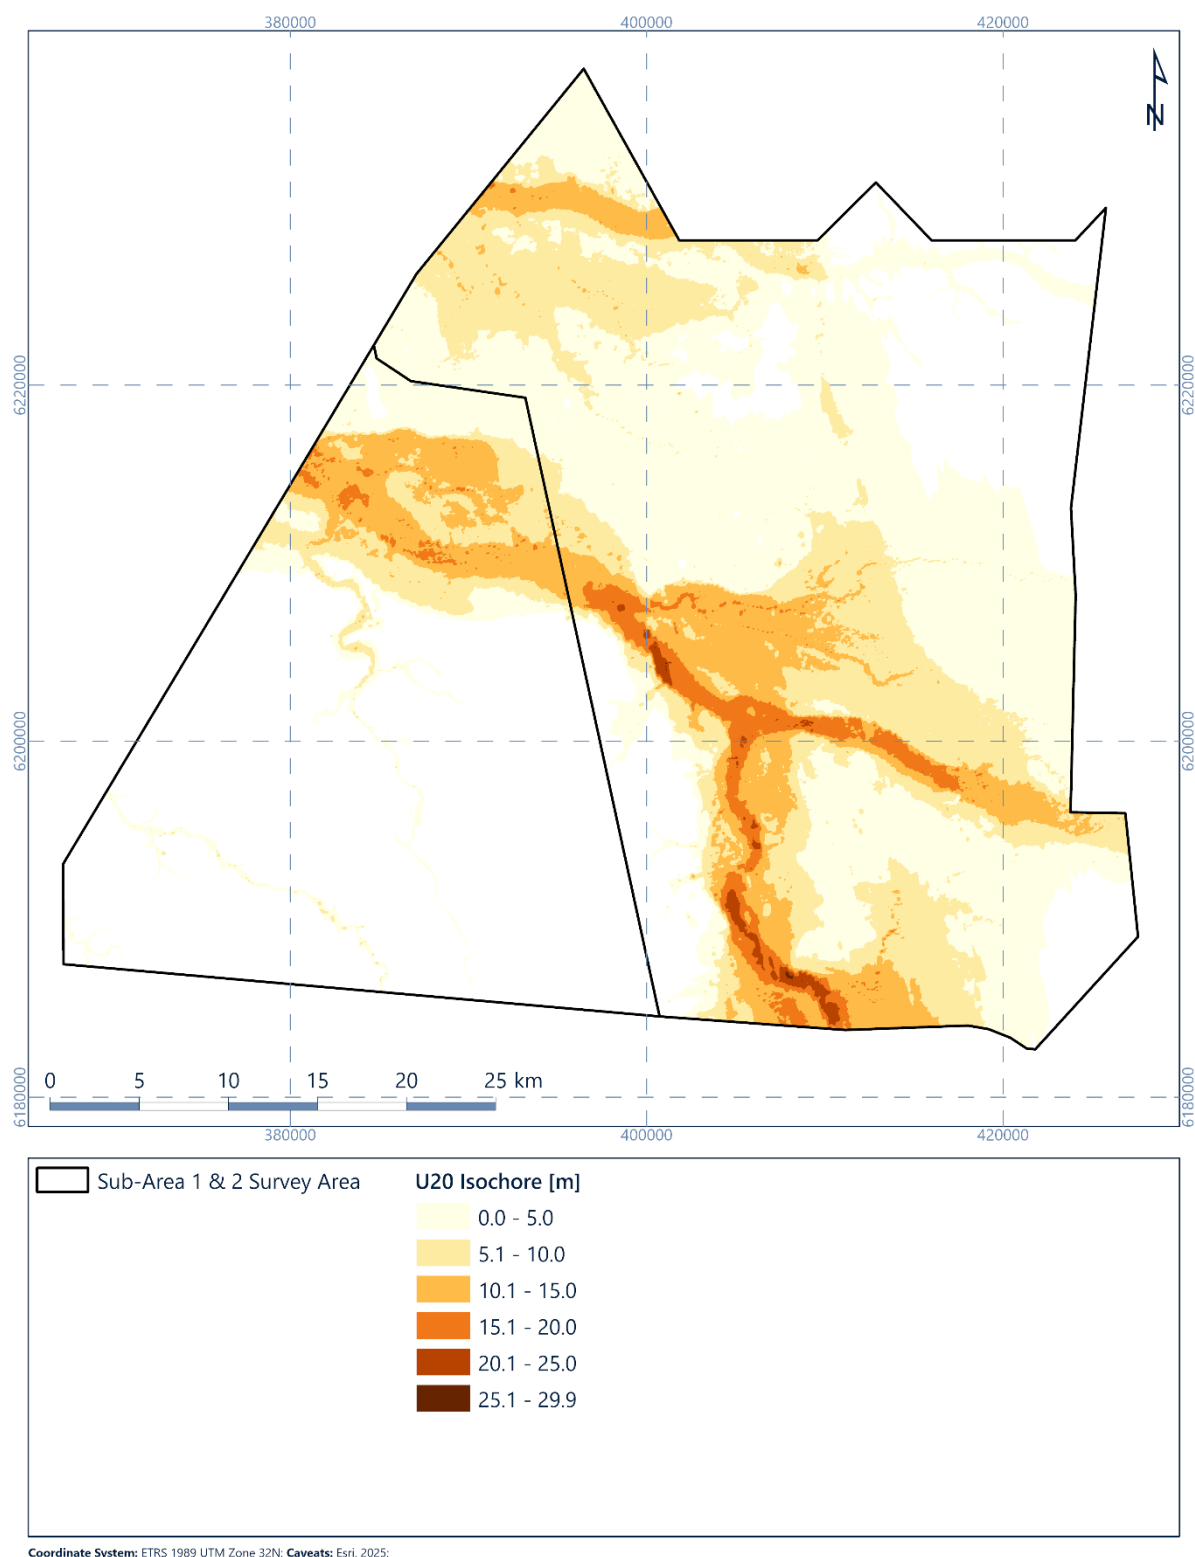 380000 400000 420000
N
6220000 6220000
6200000 6200000
6180000 6180000
0 5 10 15 20 25 km
380000 400000 420000
Sub-Area 1 & 2 Survey Area
U20 Isochore [m]
0.0 - 5.0
5.1 - 10.0
10.1 - 15.0
15.1 - 20.0
20.1 - 25.0
25.1 - 29.9
Coordinate System: ETRS 1989 UTM Zone 32N; Caveats: Esri, 2025;